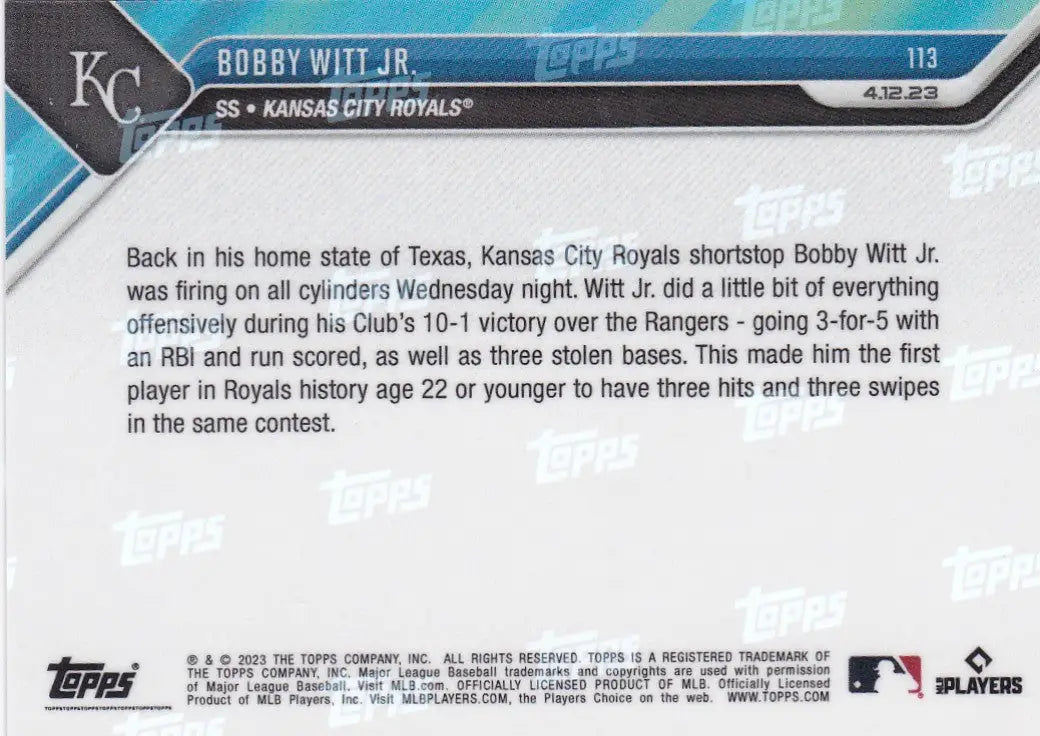 KC
BOBBY WITT JR.
113
SS • KANSAS CITY ROYALS®
4.12.23
Back in his home state of Texas, Kansas City Royals shortstop Bobby Witt Jr.
was firing on all cylinders Wednesday night. Witt Jr. did a little bit of everything
offensively during his Club's 10-1 victory over the Rangers - going 3-for-5 with
an RBI and run scored, as well as three stolen bases. This made him the first
player in Royals history age 22 or younger to have three hits and three swipes
in the same contest.
Topps®
TOPPSTOPPSTOPPSTOPPSTOPPSTOPPSTOPPS
® & © 2023 THE TOPPS COMPANY, INC. ALL RIGHTS RESERVED. TOPPS IS A REGISTERED TRADEMARK OF
THE TOPPS COMPANY, INC. Major League Baseball trademarks and copyrights are used with permission
of Major League Baseball. Visit MLB.com. OFFICIALLY LICENSED PRODUCT OF MLB. Officially Licensed
Product of MLB Players, Inc. Visit MLBPLAYERS.COM, the Players Choice on the web. WWW.TOPPS.COM
MLB PLAYERS